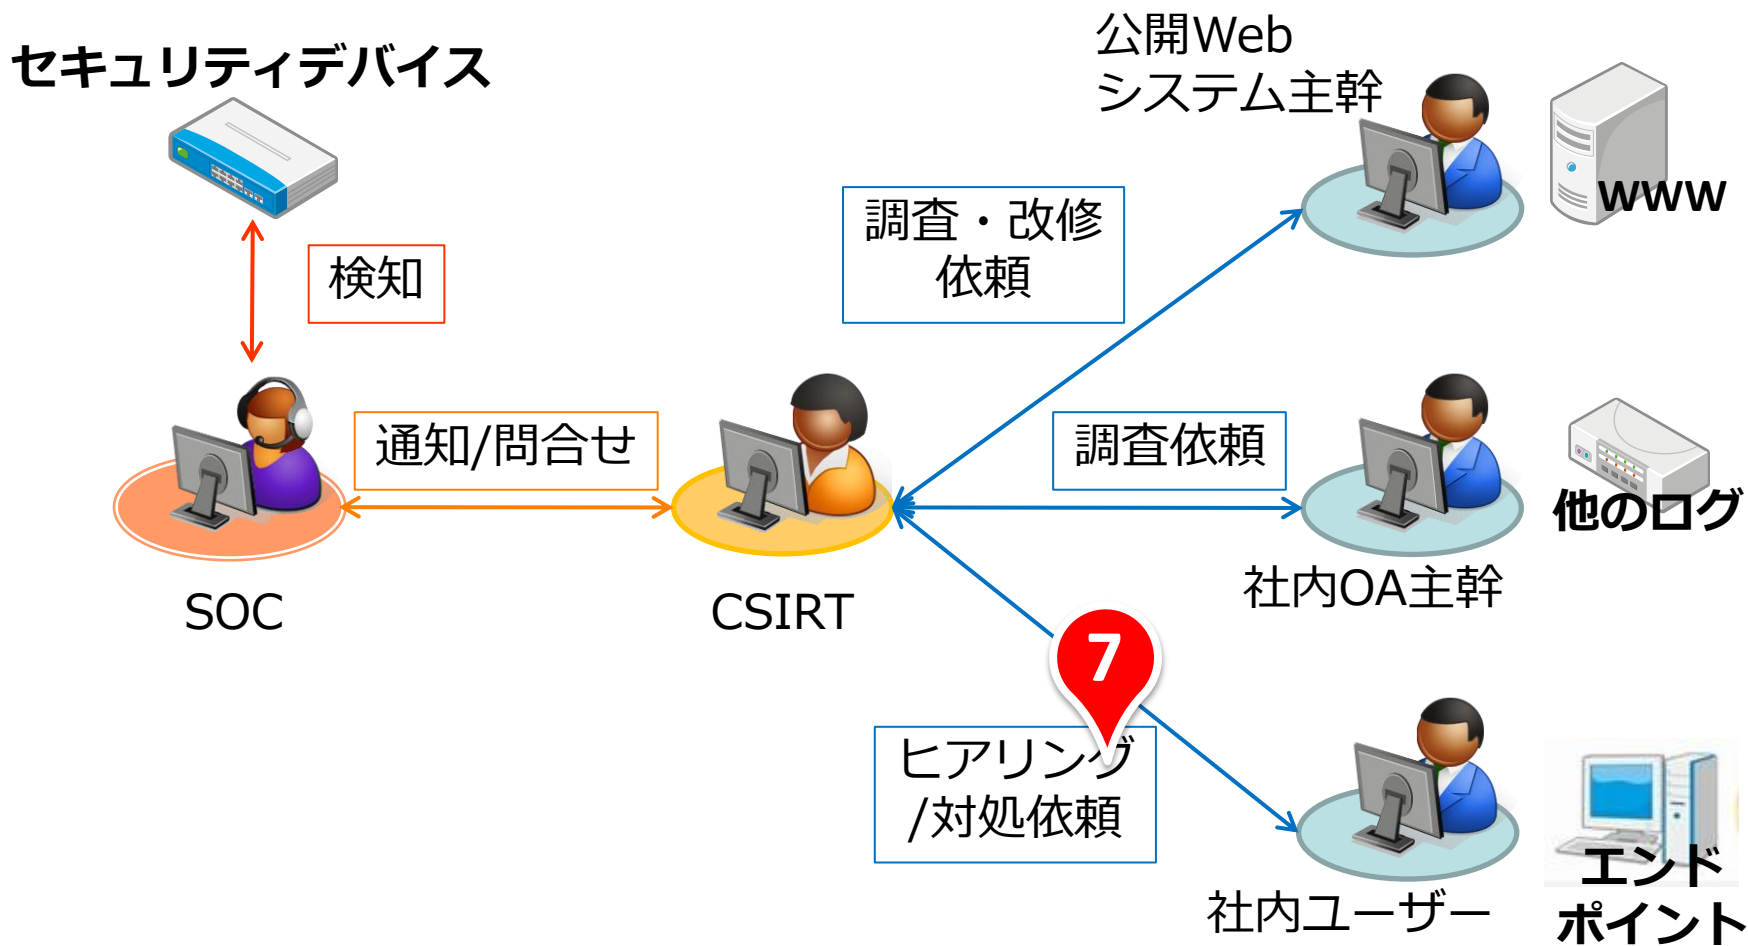 セキュリティデバイス
公開Web
システム主幹
WWW
調査・改修
依頼
検知
通知/問合せ
調査依頼
他のログ
社内OA主幹
SOC
CSIRT
7
ヒアリング
/対処依頼
エンド
ポイント
社内ユーザー